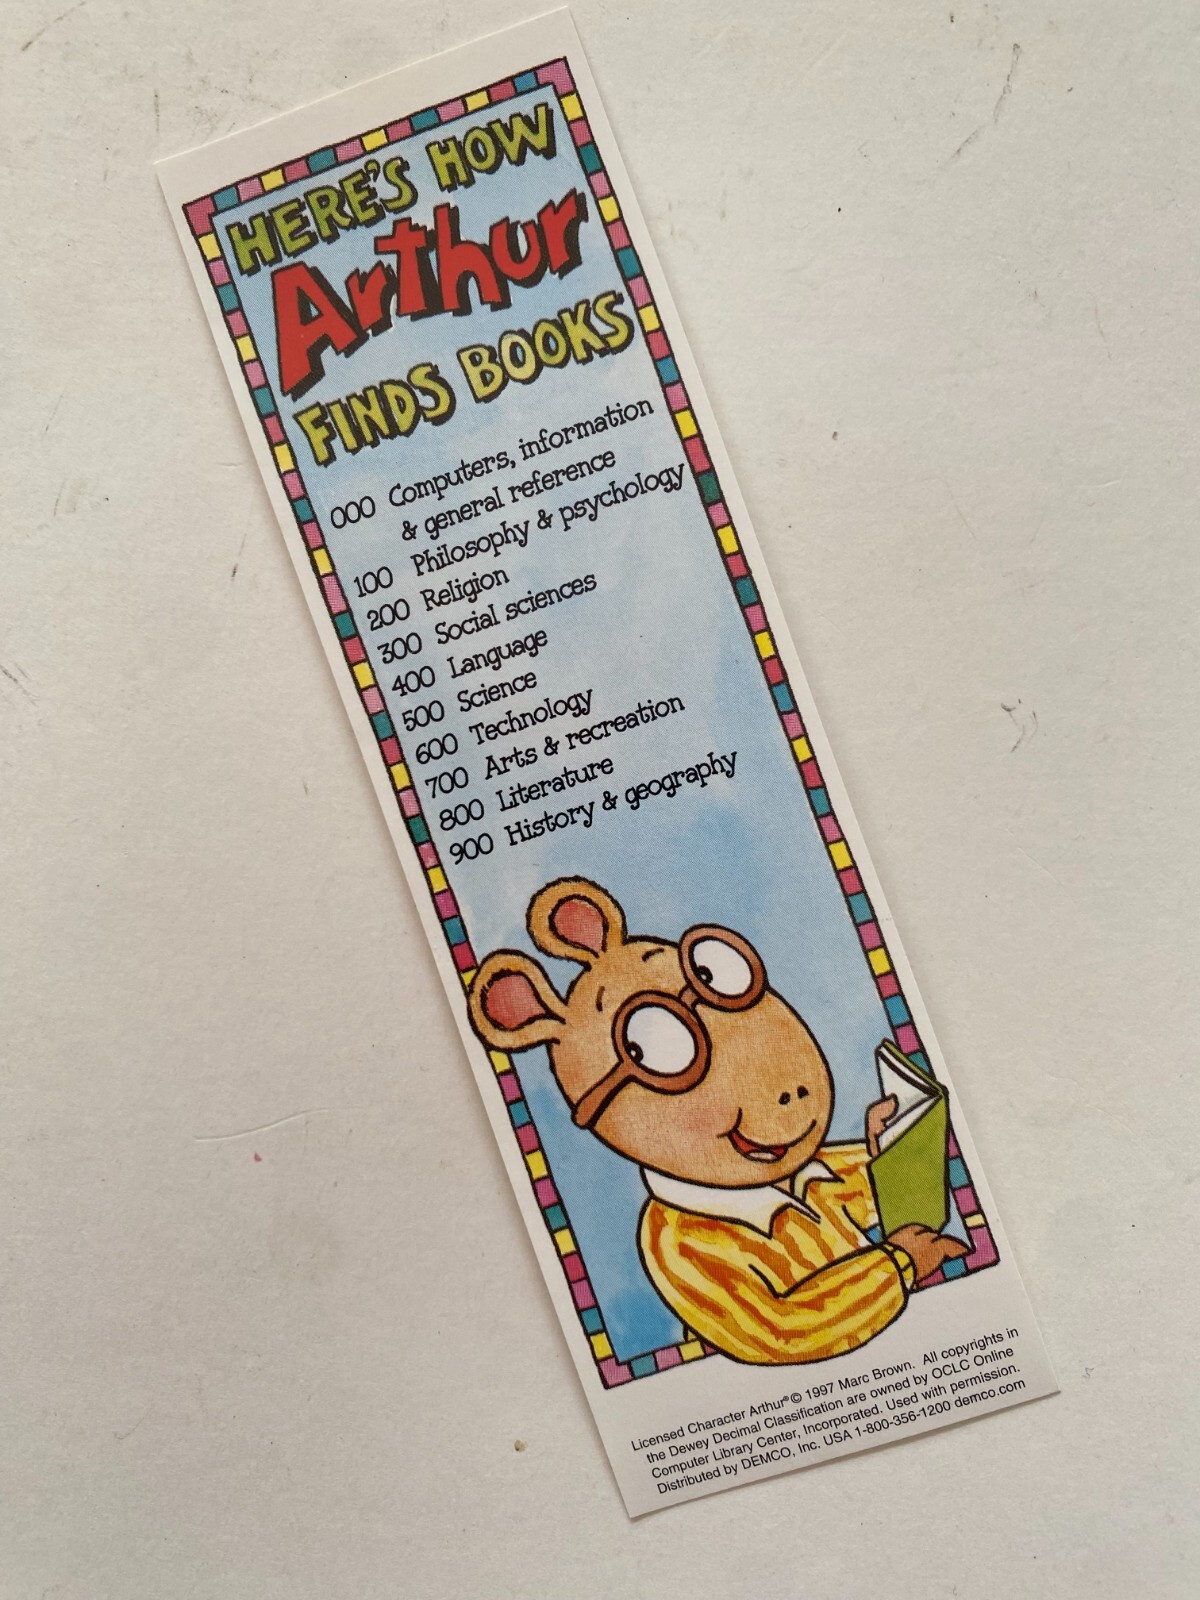 HERE'S HOW
Arthur
FINDS BOOKS
000 Computers, information
& general reference
100 Philosophy & psychology
200 Religion
300 Social sciences
400 Language
500 Science
600 Technology
700 Arts & recreation
800 Literature
900 History & geography
Licensed Character Arthur® © 1997 Marc Brown. All copyrights in
the Dewey Decimal Classification are owned by OCLC Online
Computer Library Center, Incorporated. Used with permission.
Distributed by DEMCO, Inc. USA 1-800-356-1200 demco.com